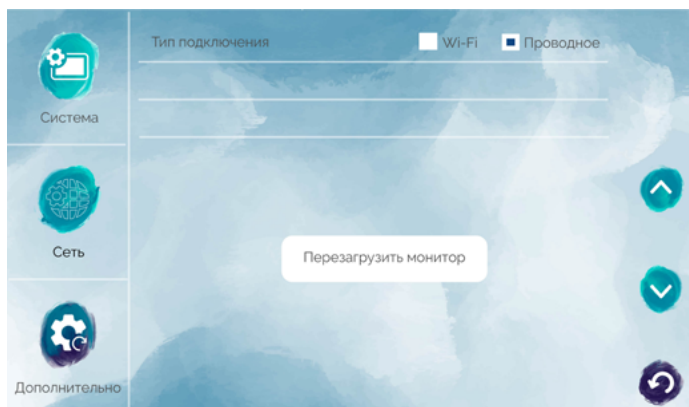 Тип подключения Wi-Fi Проводное
Система
Сеть
Перезагрузить монитор
Дополнительно